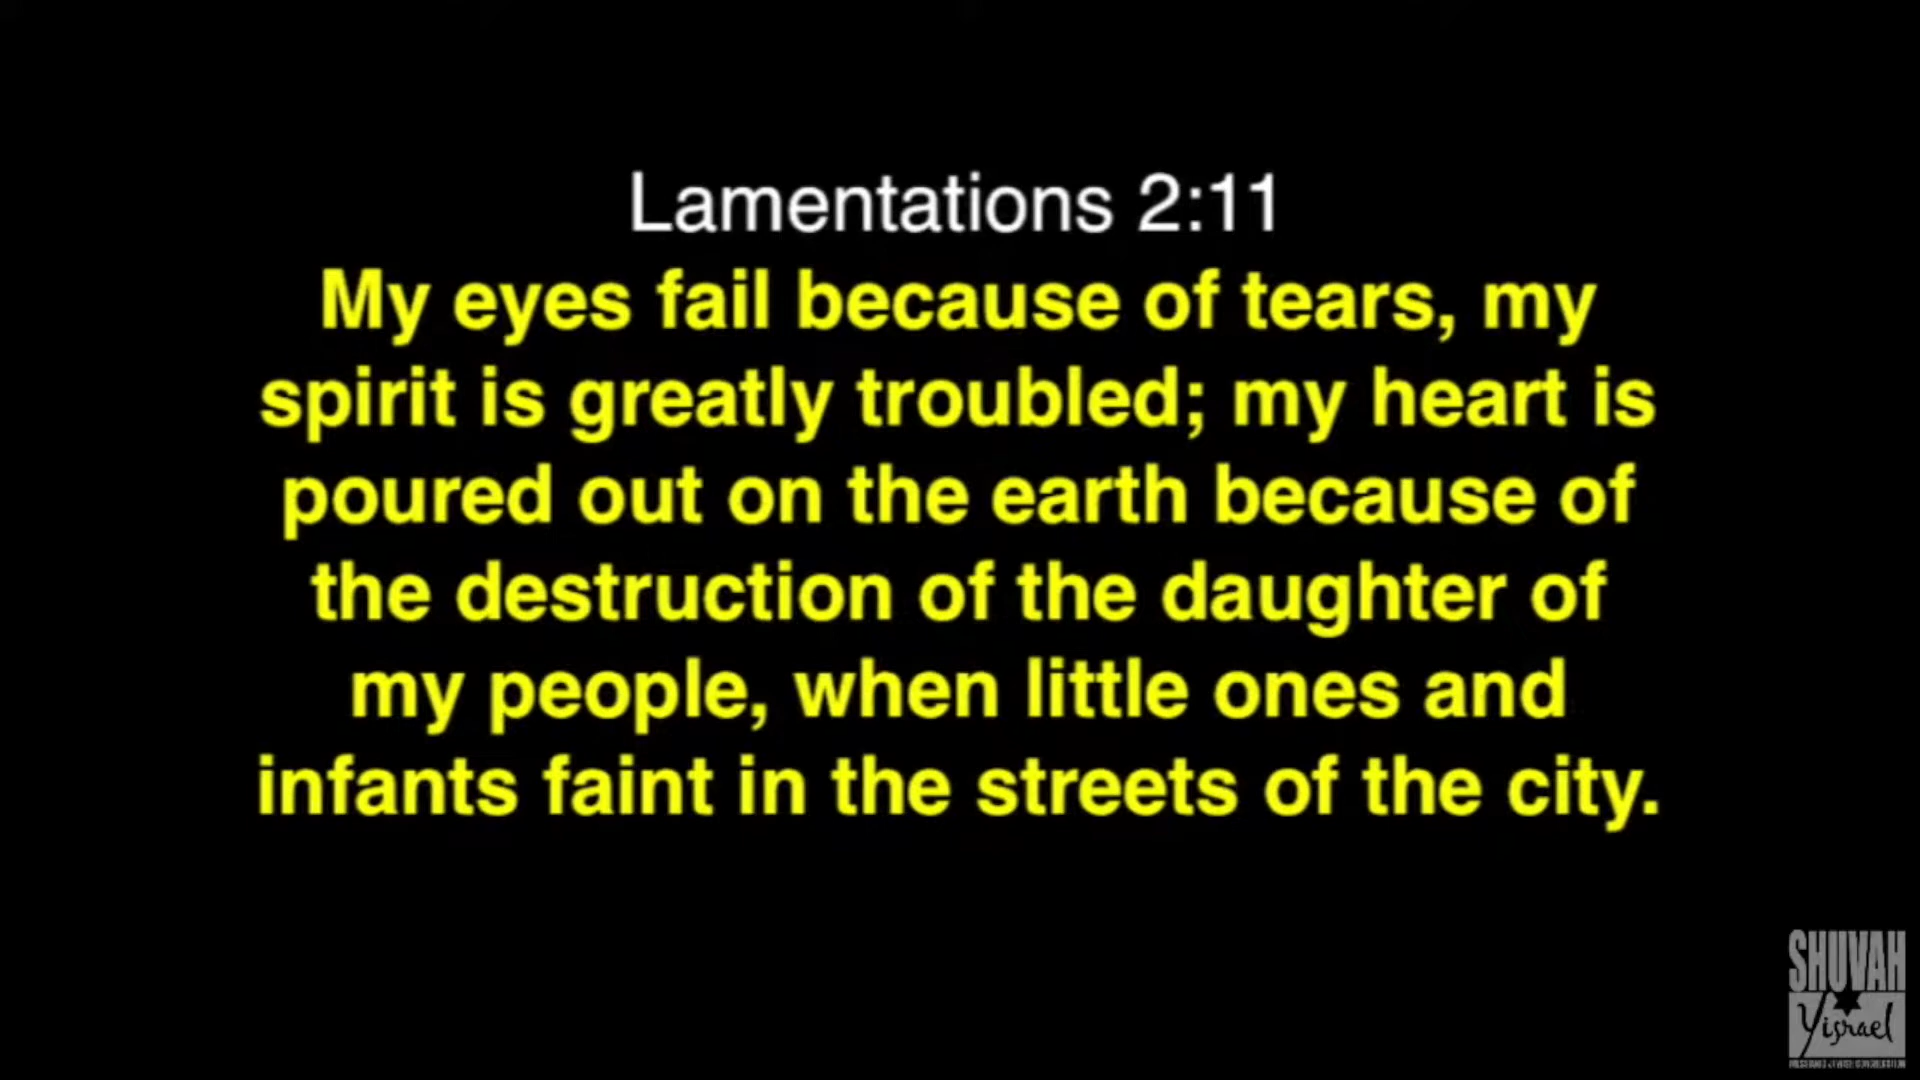 Lamentations 2:11
My eyes fail because of tears, my
spirit is greatly troubled; my heart is
poured out on the earth because of
the destruction of the daughter of
my people, when little ones and
infants faint in the streets of the city.
SHUVAH
Yisrael